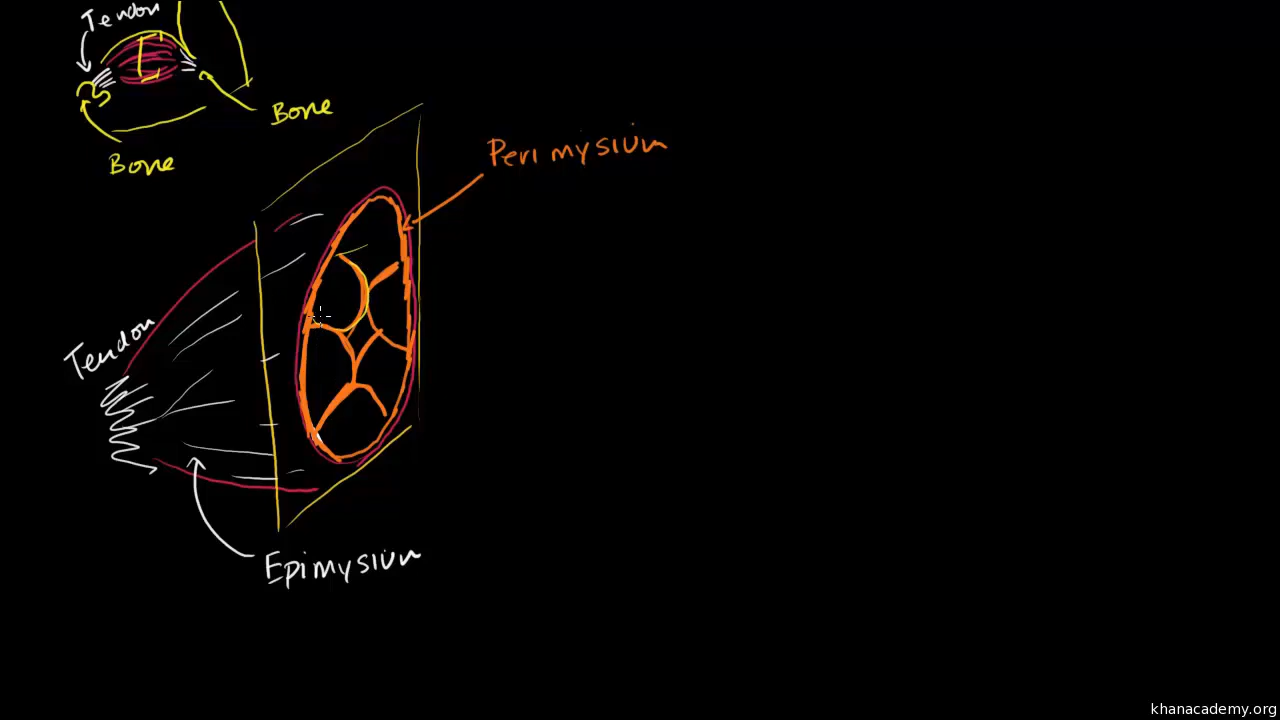 Tendon
Bone
Bone
Perimysium
Tendon
Epimysium
khanacademy.org